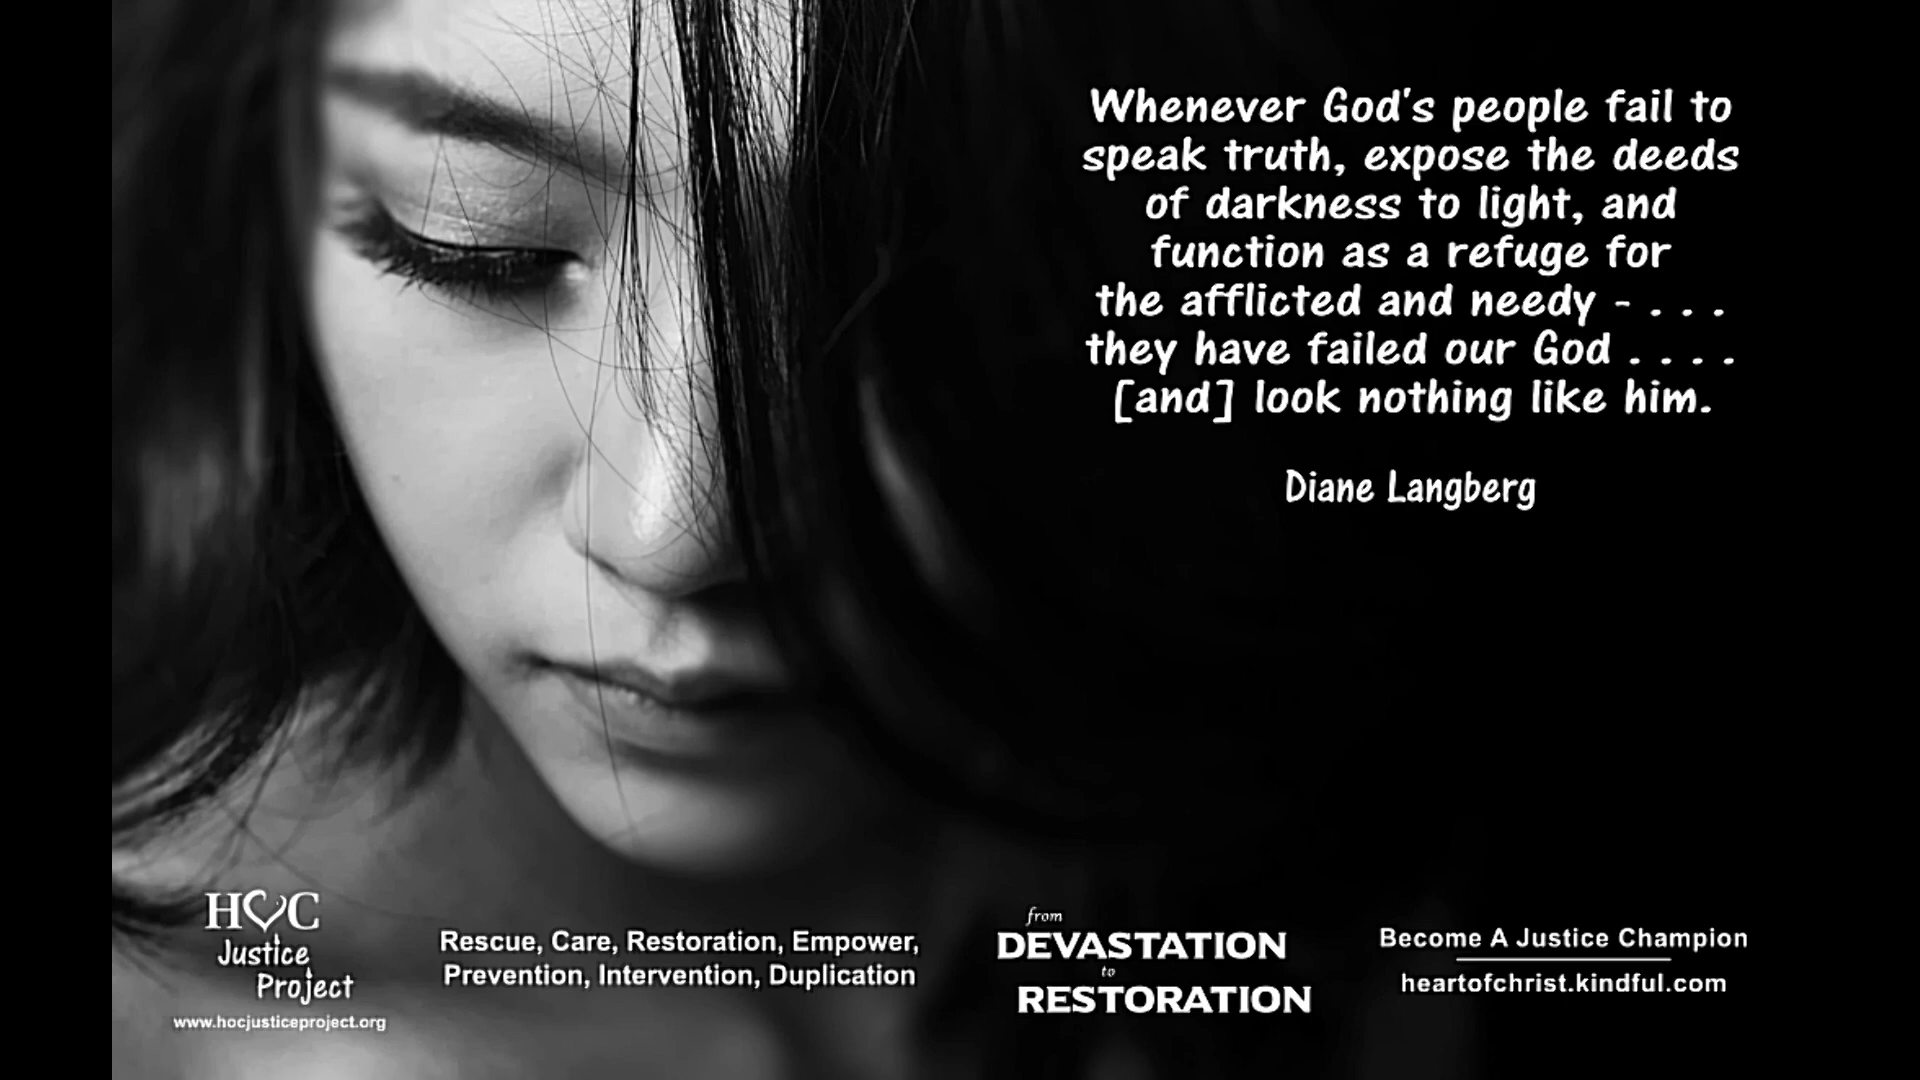 Whenever God's people fail to
speak truth, expose the deeds
of darkness to light, and
function as a refuge for
the afflicted and needy - . . .
they have failed our God . . . .
[and] look nothing like him.
Diane Langberg
HOC
Justice
Project
www.hocjusticeproject.org
Rescue, Care, Restoration, Empower,
Prevention, Intervention, Duplication
from
DEVASTATION
to
RESTORATION
Become A Justice Champion
heartofchrist.kindful.com